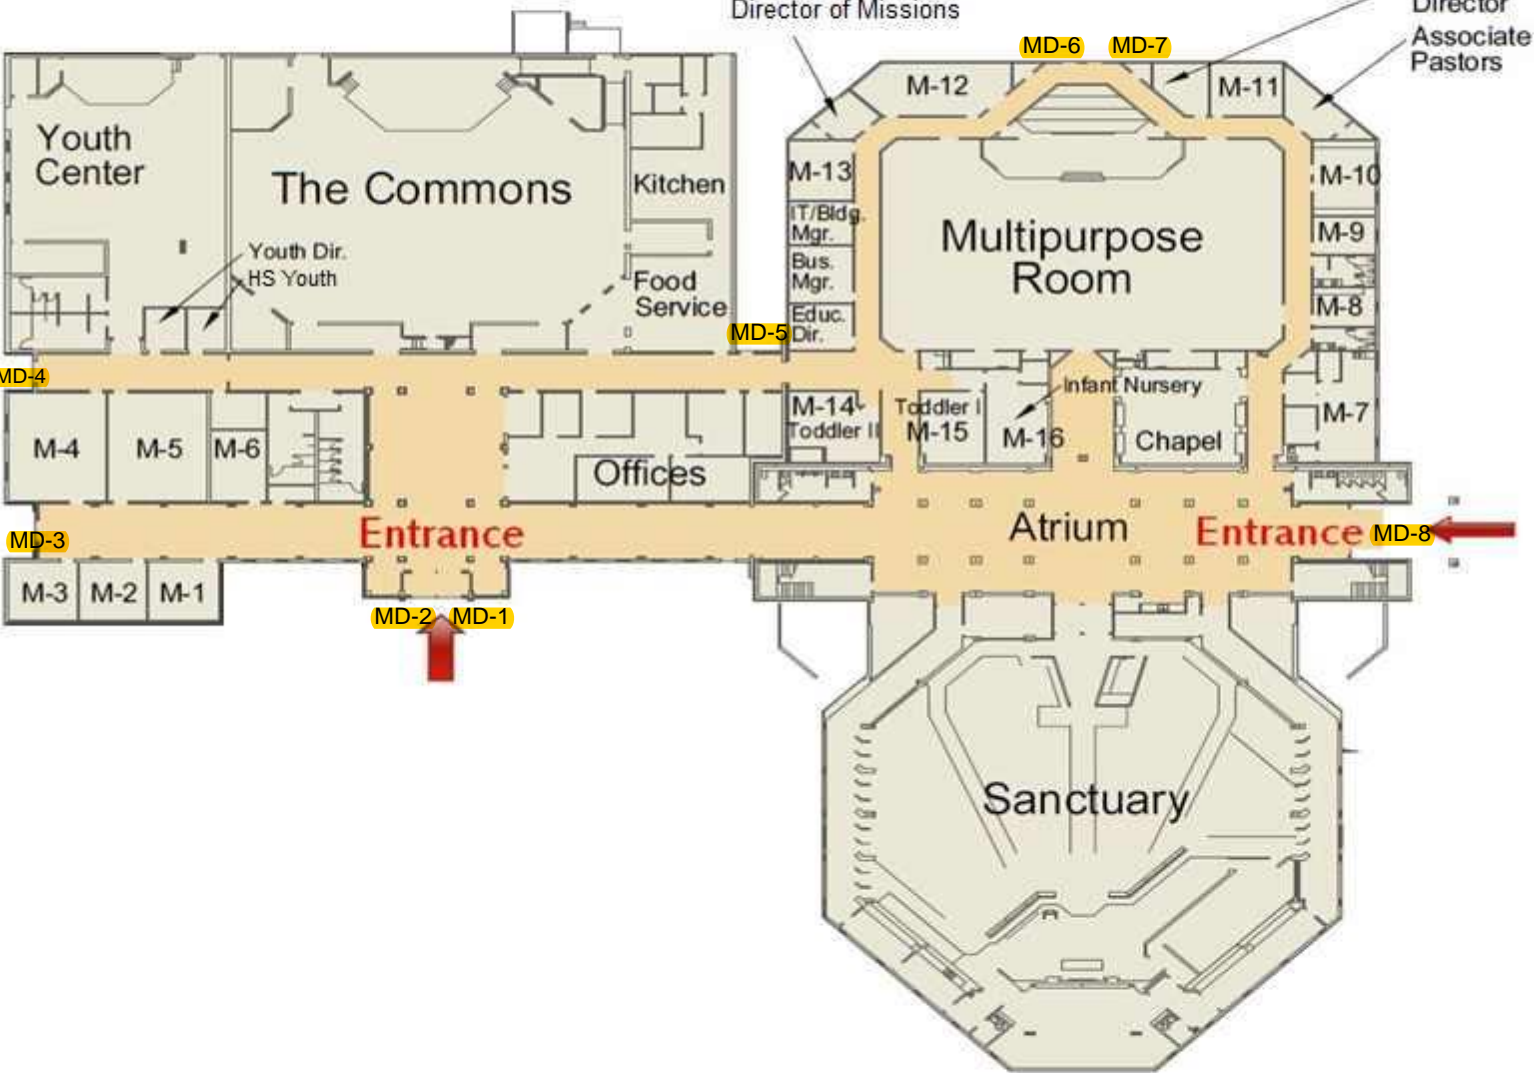 Director of Missions
Director
Associate
Pastors
MD-6
MD-7
M-12
M-11
Youth
Center
The Commons
Kitchen
M-13
M-10
IT/Bldg.
Mgr.
Multipurpose
Room
M-9
Youth Dir.
HS Youth
Bus.
Mgr.
Food
Service
M-8
Educ.
Dir.
MD-5
MD-4
Infant Nursery
M-14
Toddler II
Toddler I
M-15
M-16
Chapel
M-7
M-4
M-5
M-6
Offices
MD-3
Entrance
Atrium
Entrance
MD-8
M-3
M-2
M-1
MD-2
MD-1
Sanctuary